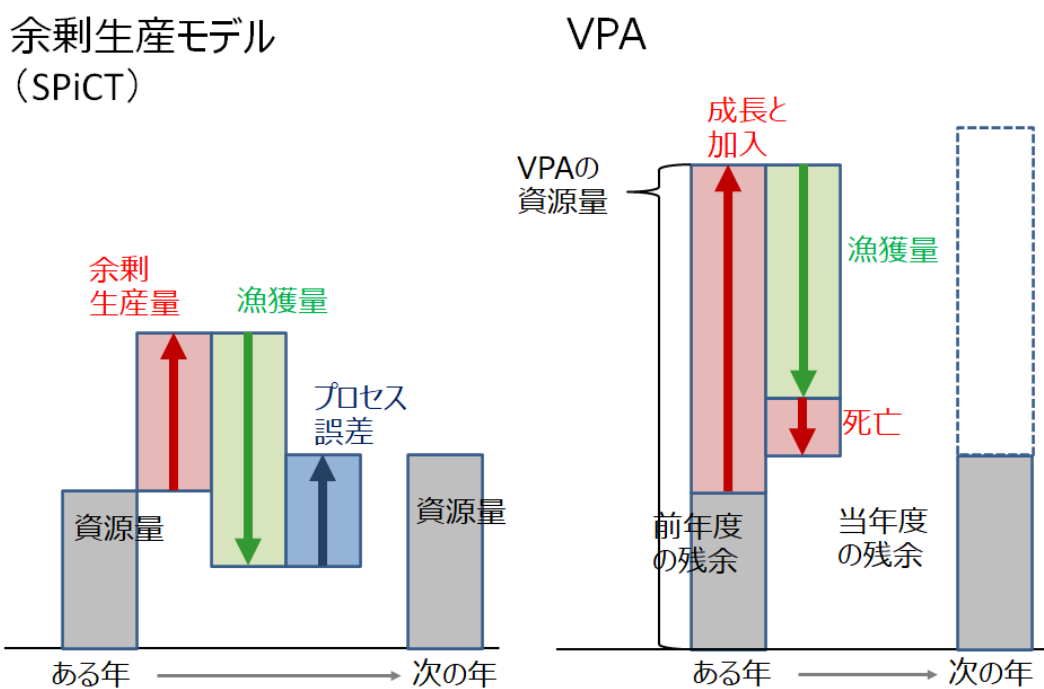 余剰生産モデル
（SPiCT）
余剰
生産量
漁獲量
プロセス
誤差
資源量
資源量
ある年
次の年
VPA
成長と
加入
VPAの
資源量
漁獲量
死亡
前年度
の残余
当年度
の残余
ある年
次の年